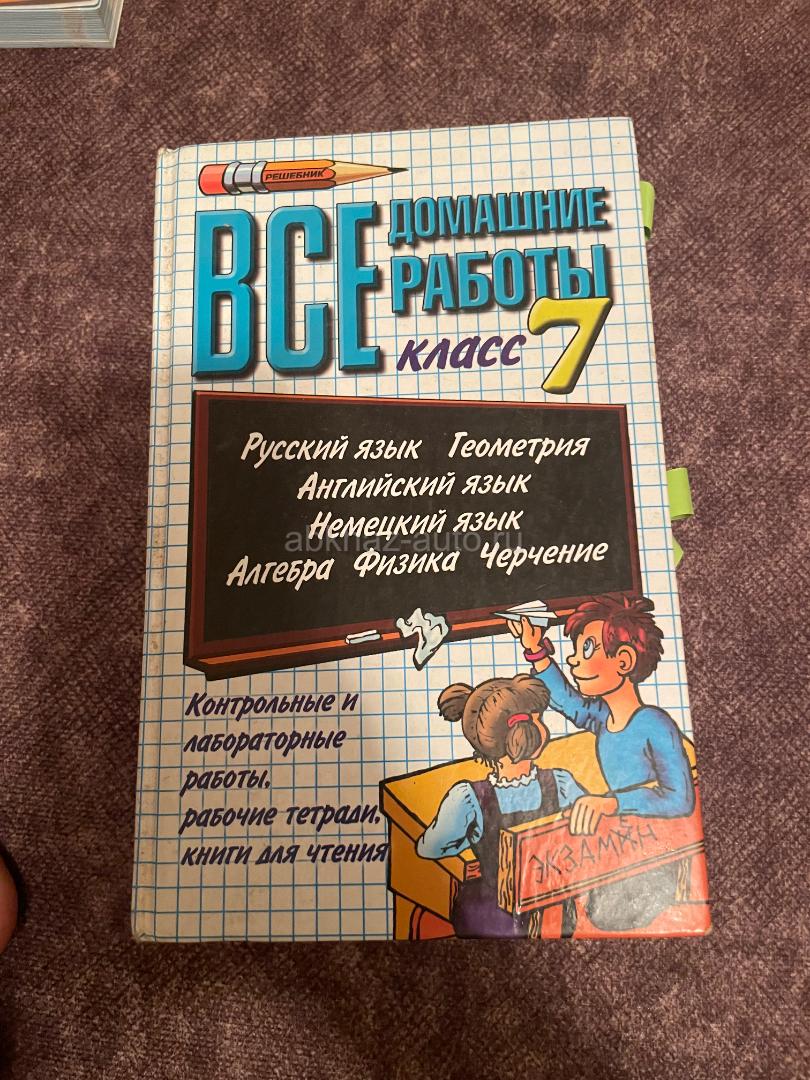 РЕШЕБНИК
ВСЕ ДОМАШНИЕ
РАБОТЫ
класс 7
Русский язык Геометрия
Английский язык
Немецкий язык
abkhaz-auto.ru
Алгебра Физика Черчение
Контрольные и
лабораторные
работы,
рабочие тетради,
книги для чтения
ЭКЗАМЕН